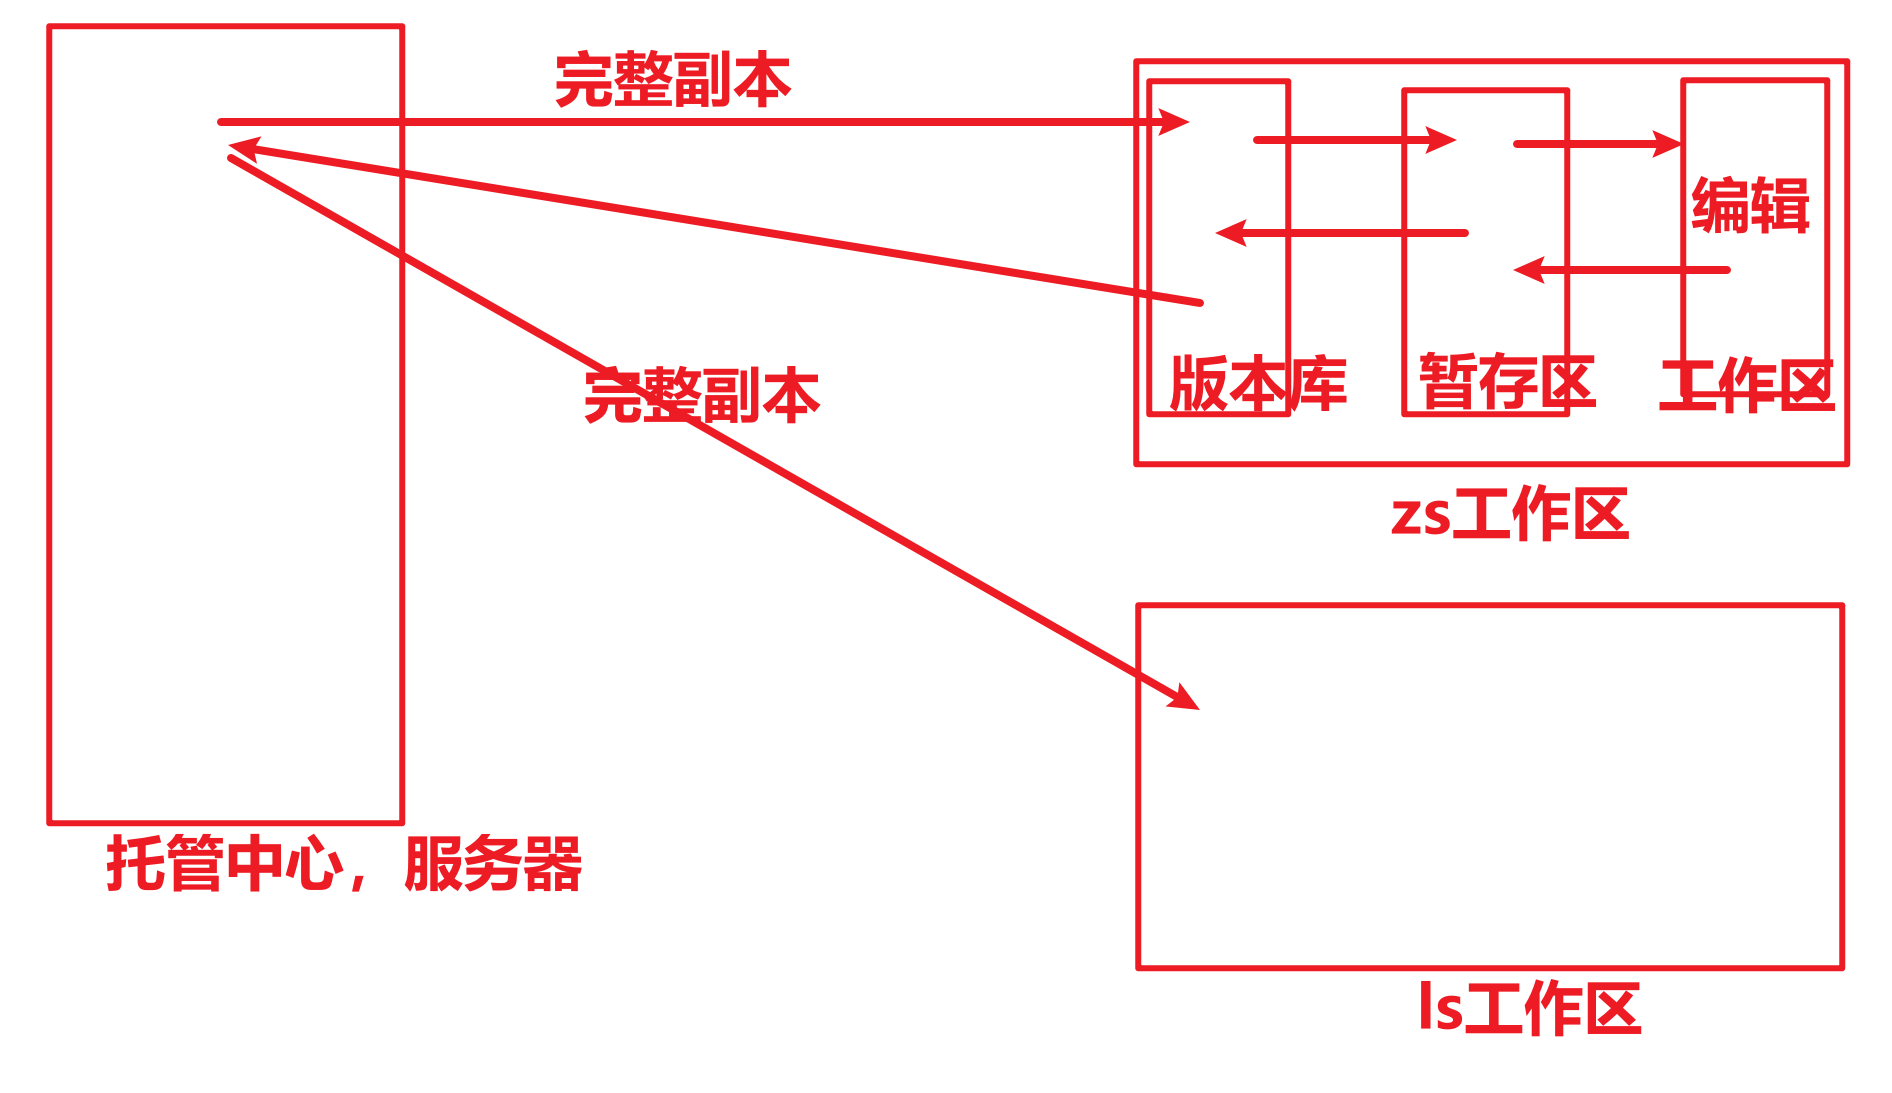 完整副本
编辑
版本库
暂存区
工作区
完整副本
zs工作区
托管中心，服务器
ls工作区